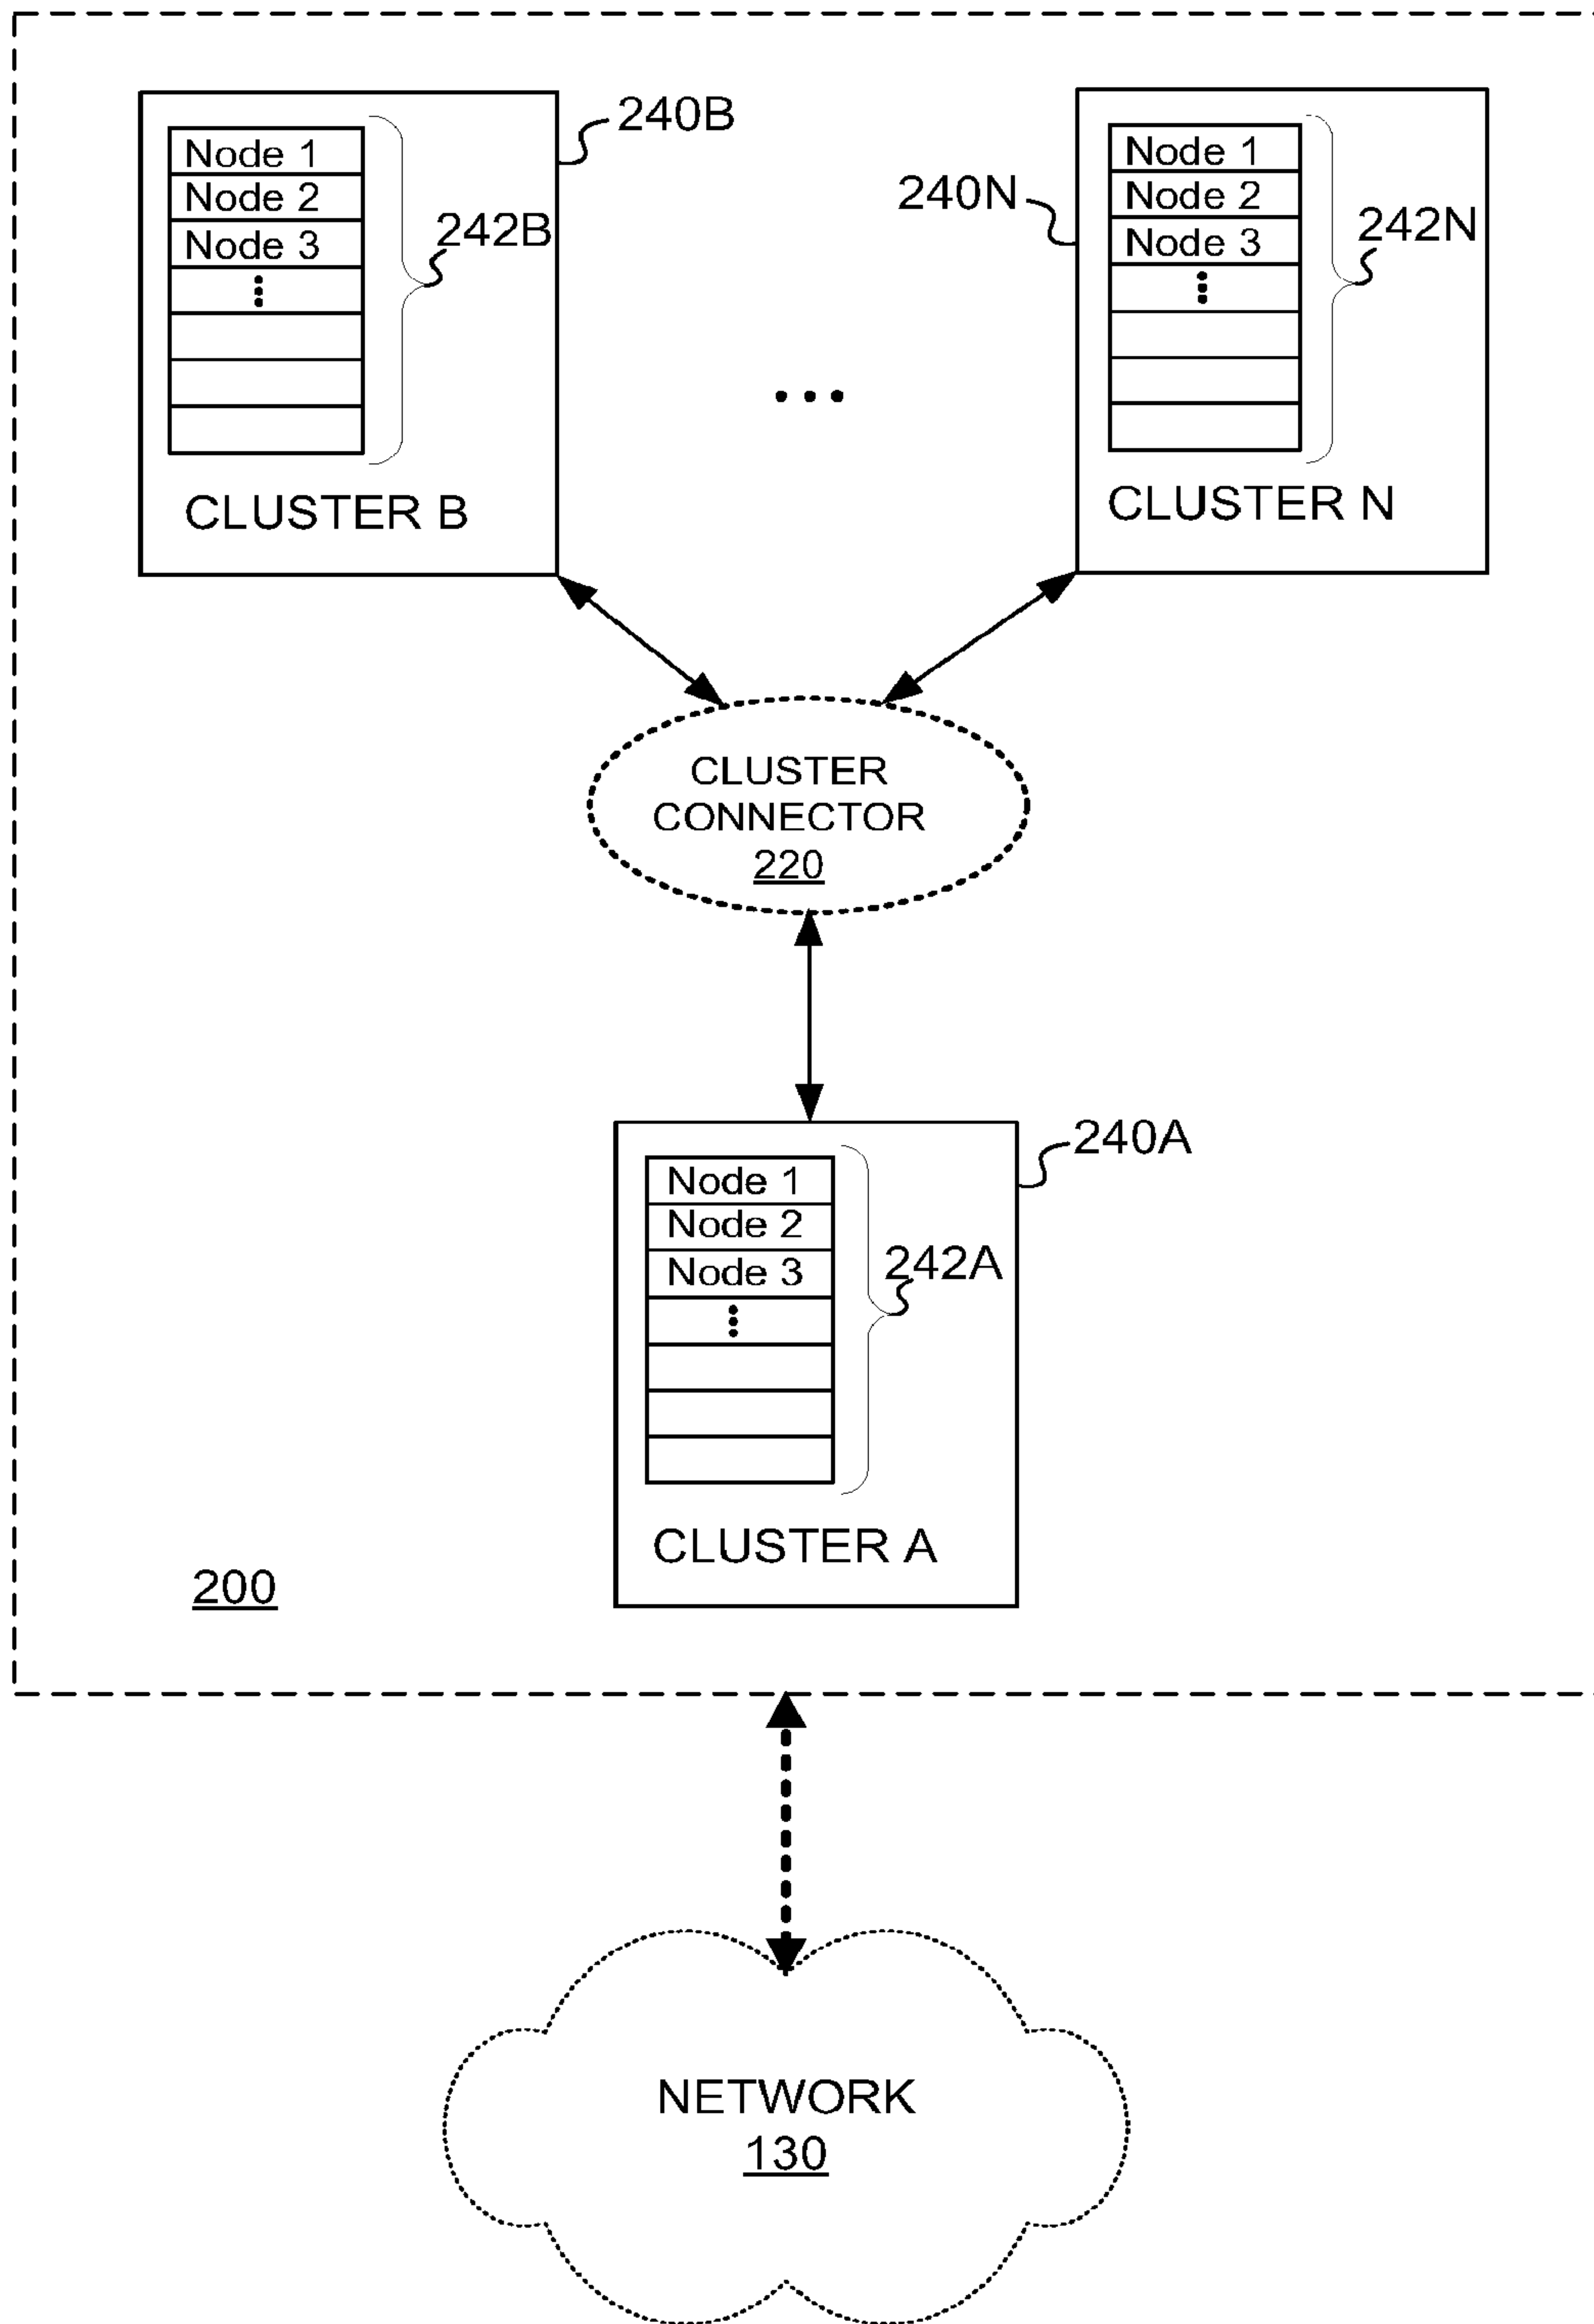 240B
Node 1
Node 2
Node 3
242B
CLUSTER B
240N
Node 1
Node 2
Node 3
242N
CLUSTER N
...
CLUSTER
CONNECTOR
220
240A
Node 1
Node 2
Node 3
242A
CLUSTER A
200
NETWORK
130